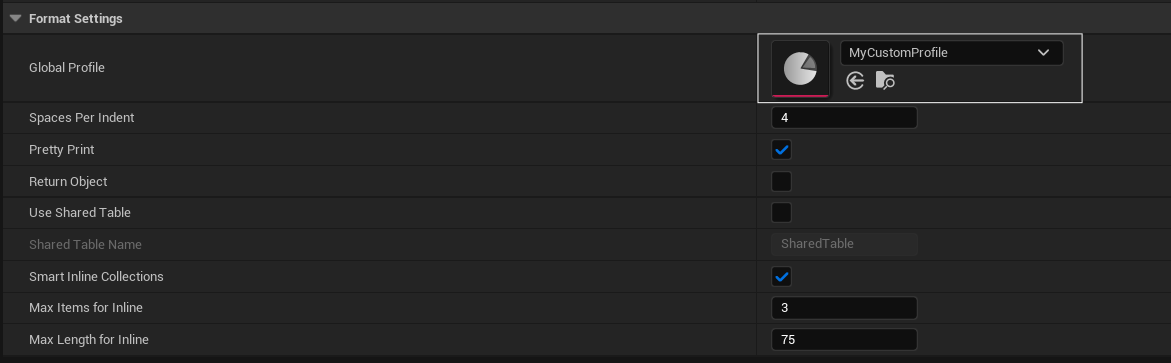 Format Settings
Global Profile
MyCustomProfile
Spaces Per Indent
4
Pretty Print
Return Object
Use Shared Table
Shared Table Name
SharedTable
Smart Inline Collections
Max Items for Inline
3
Max Length for Inline
75